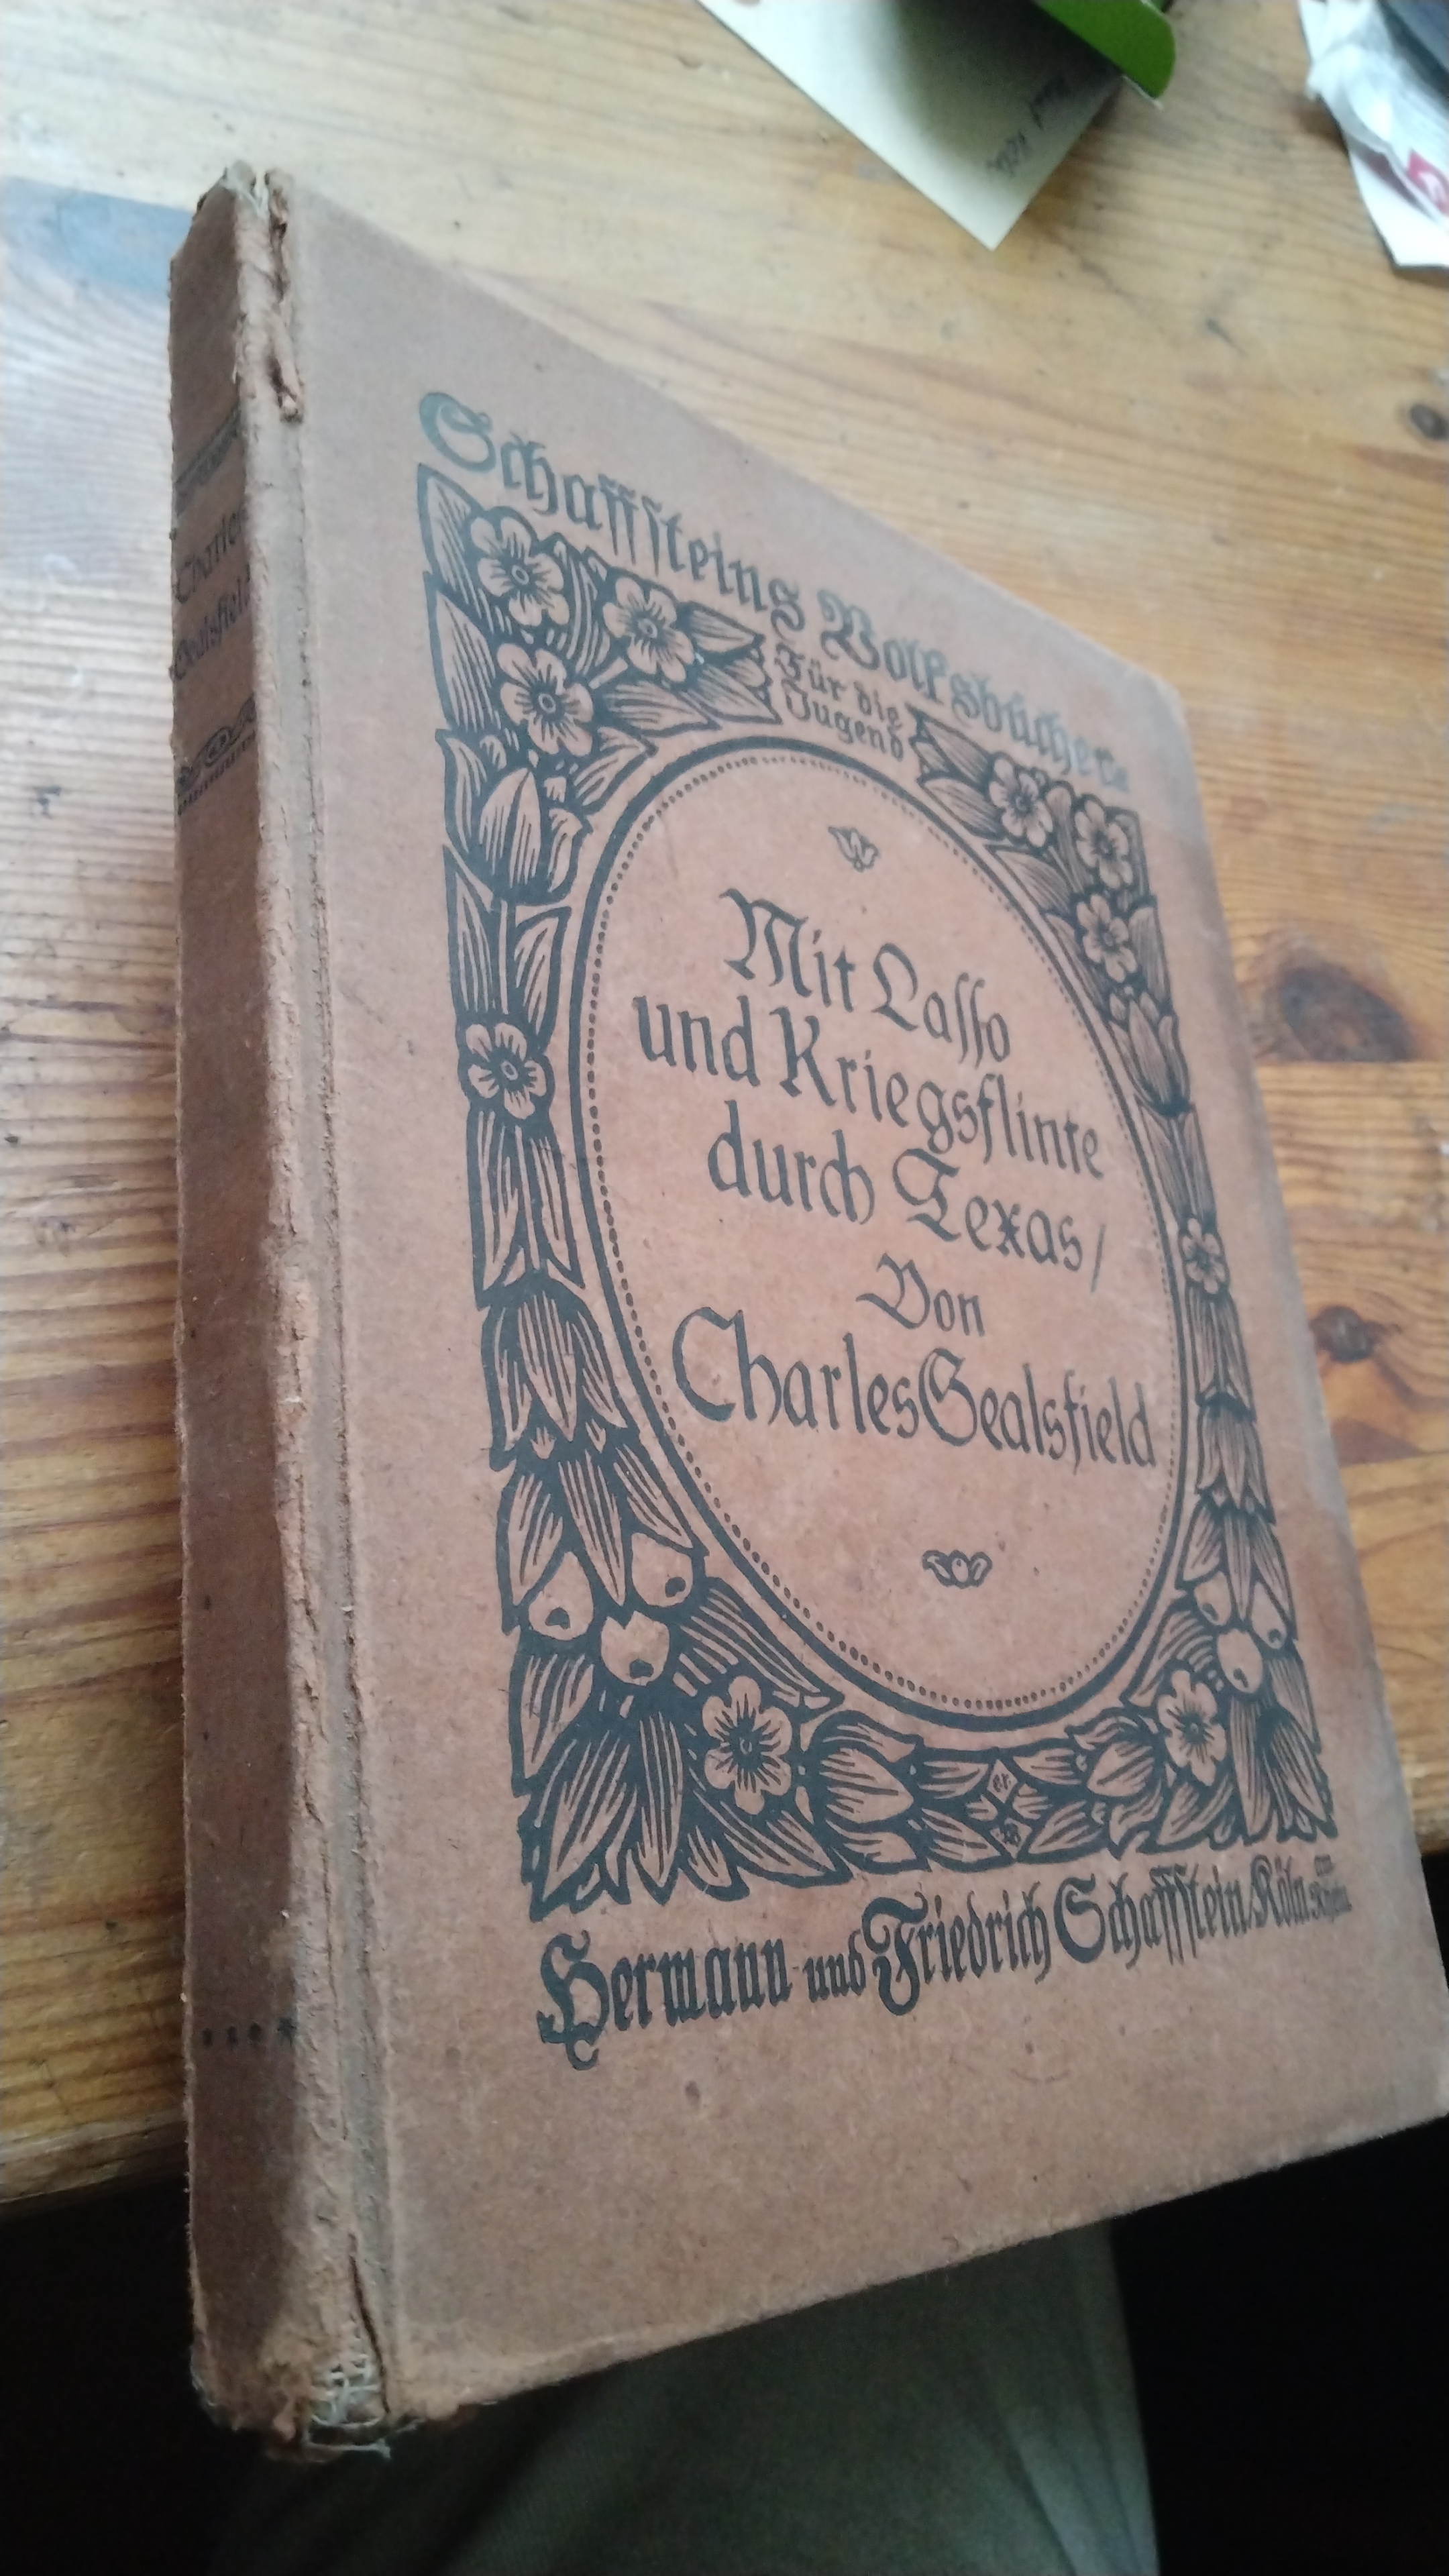 Schaffsteins Volksbücher
Für die
Jugend
Mit Lasso
und Kriegsflinte
durch Texas/
Von
Charles Sealsfield
e.r.
Hermann und Friedrich Schaffstein/Köln am Rhein
Charles
Sealsfield